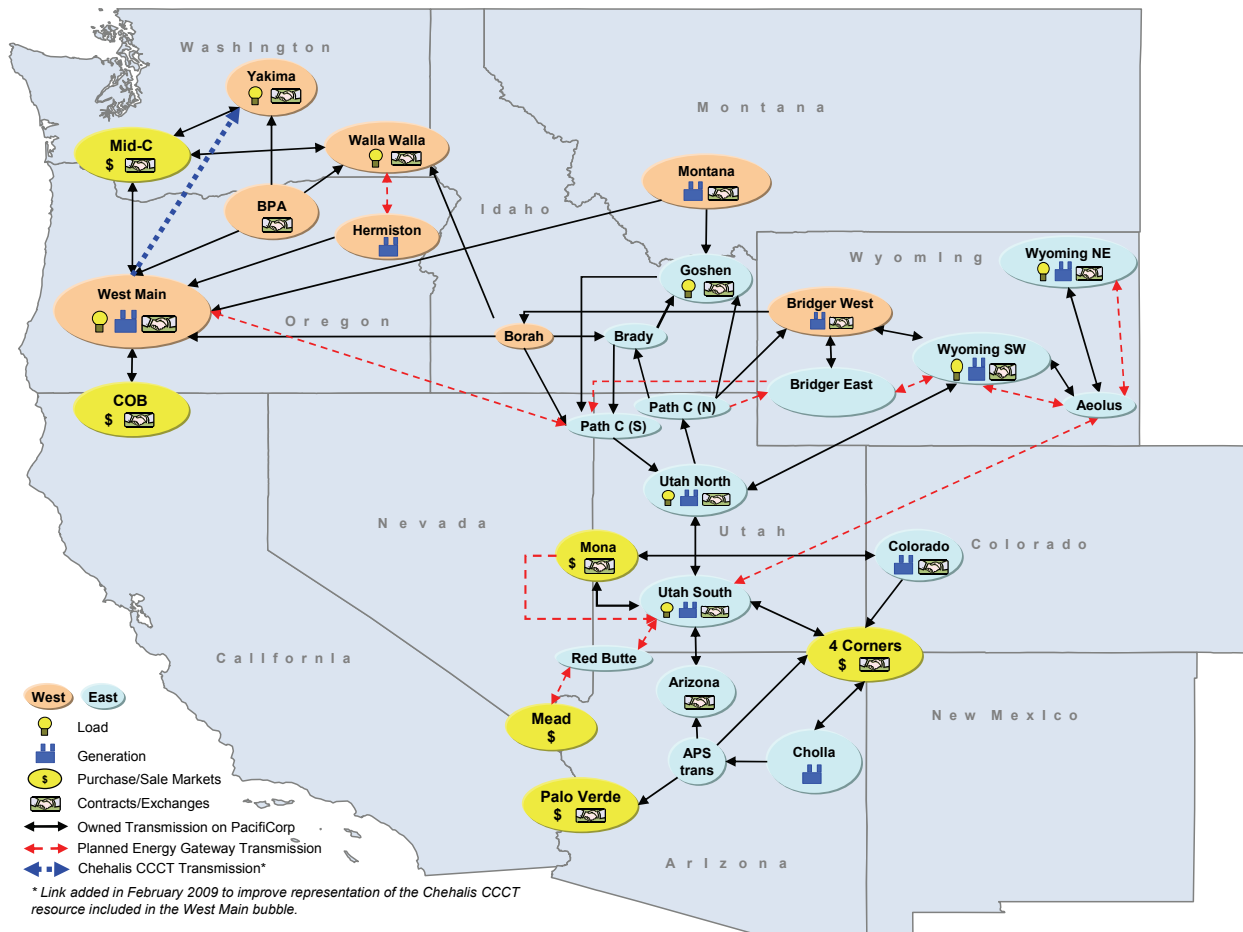 Washington
Yakima
Montana
Mid-C
$
Walla Walla
Montana
BPA
Idaho
Hermiston
Wyoming
Wyoming NE
Goshen
West Main
Bridger West
Oregon
Borah
Brady
Wyoming SW
Bridger East
COB
$
Path C (N)
Aeolus
Path C (S)
Utah North
Nevada
Utah
Mona
$
Colorado
Colorado
Utah South
California
Red Butte
4 Corners
$
Arizona
West
East
Load
Mead
$
New Mexico
Generation
APS
trans
Cholla
$
Purchase/Sale Markets
Palo Verde
$
Contracts/Exchanges
Owned Transmission on PacifiCorp
Planned Energy Gateway Transmission
Arizona
Chehalis CCCT Transmission*
* Link added in February 2009 to improve representation of the Chehalis CCCT
resource included in the West Main bubble.